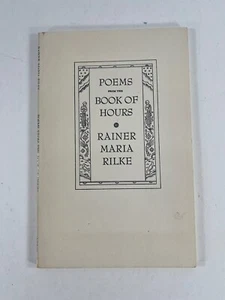 POEMS
FROM THE
BOOK OF
HOURS
RAINER
MARIA
RILKE